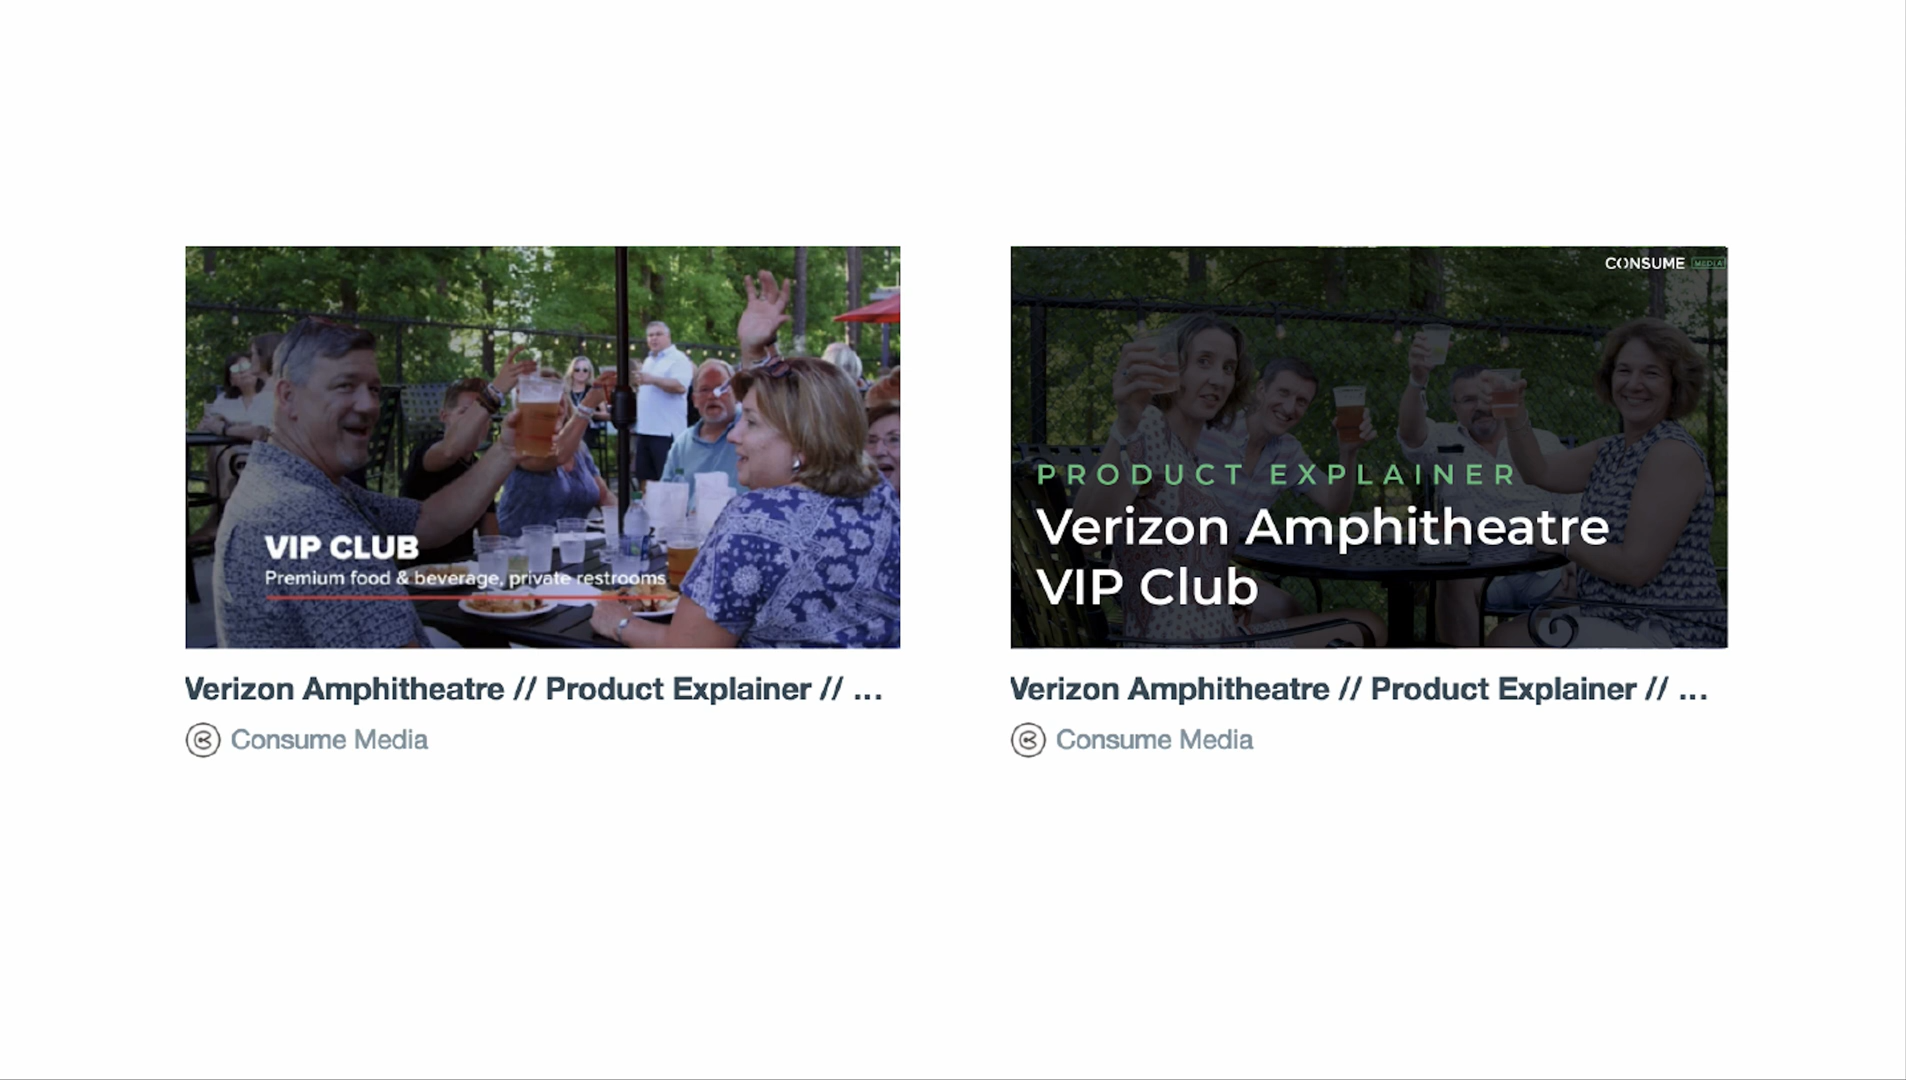 VIP CLUB
Premium food & beverage, private restrooms
Verizon Amphitheatre // Product Explainer // ...
Consume Media
CONSUME MEDIA
PRODUCT EXPLAINER
Verizon Amphitheatre
VIP Club
Verizon Amphitheatre // Product Explainer // ...
Consume Media